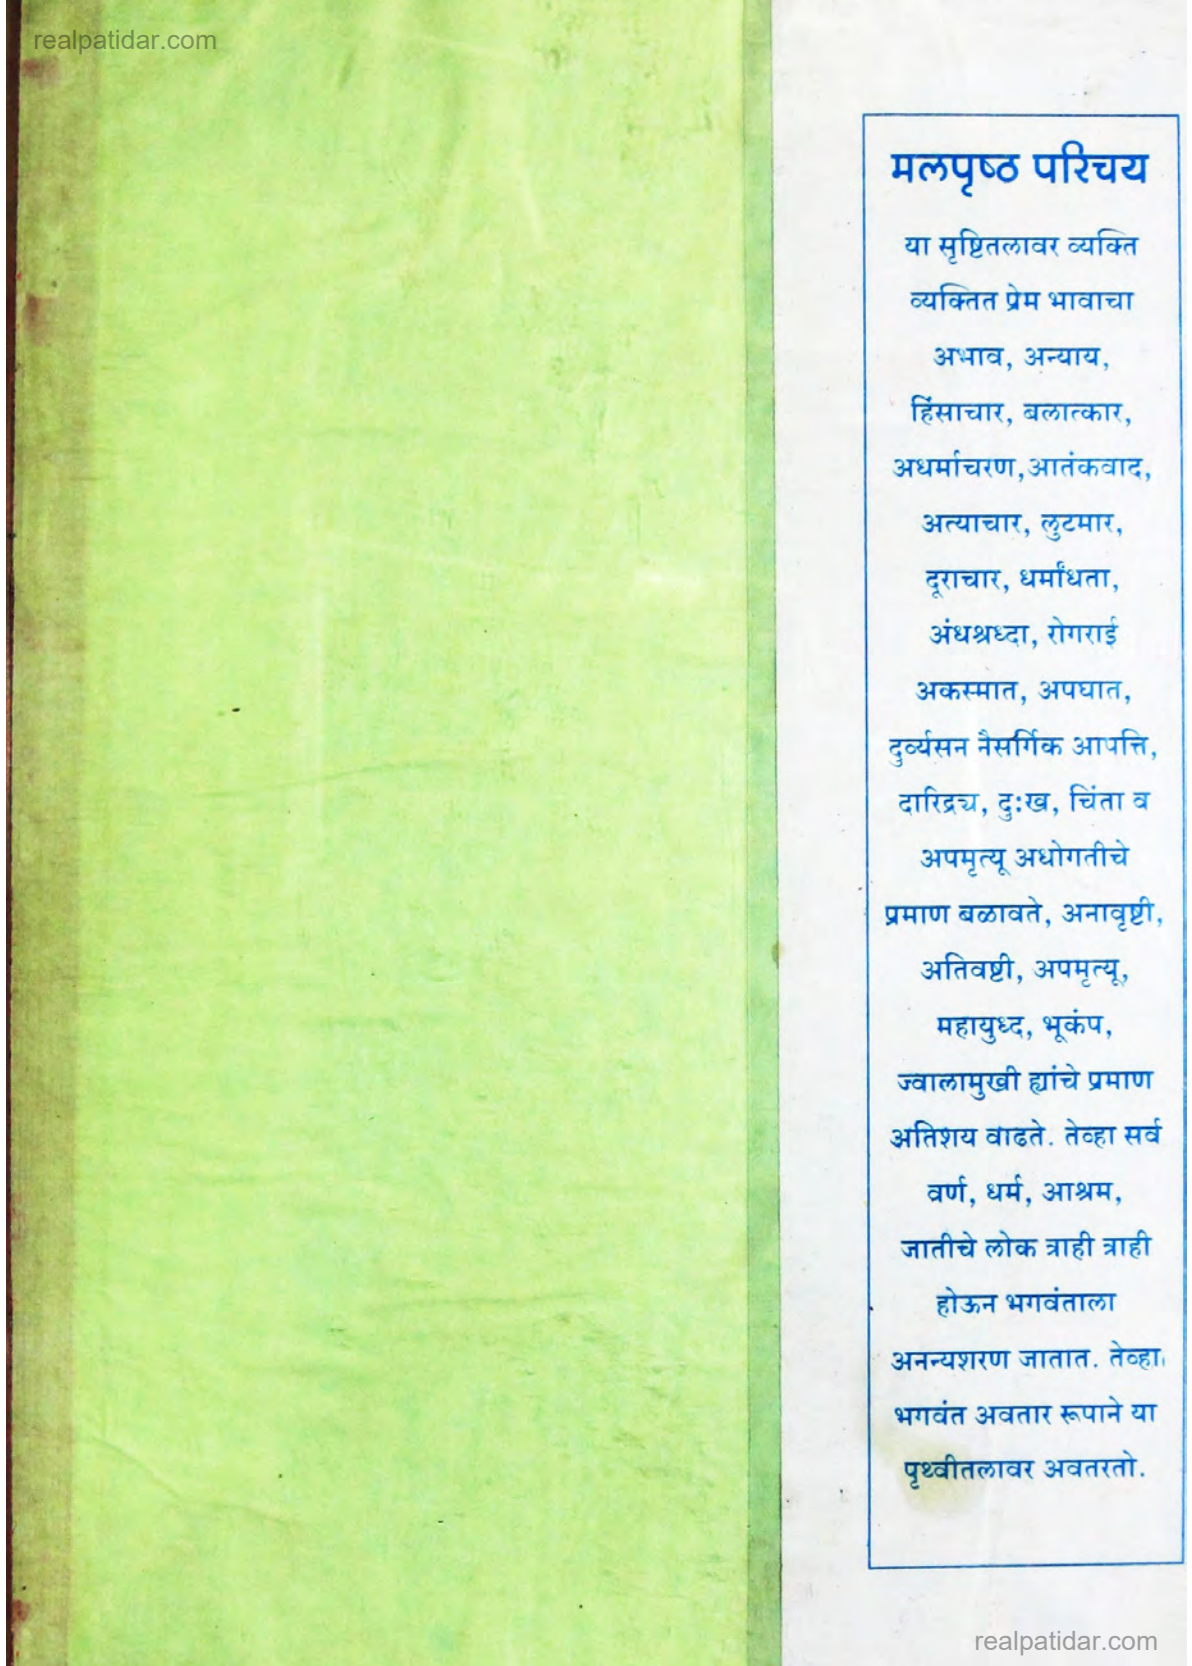 realpatidar.com
मलपृष्ठ परिचय
या सृष्टितलावर व्यक्ति
व्यक्तित प्रेम भावाचा
अभाव, अन्याय,
हिंसाचार, बलात्कार,
अधर्माचरण,आतंकवाद,
अत्याचार, लुटमार,
दूराचार, धर्मांधता,
अंधश्रध्दा, रोगराई
अकस्मात, अपघात,
दुर्व्यसन नैसर्गिक आपत्ति,
दारिद्रच, दु:ख, चिंता व
अपमृत्यू अधोगतीचे
प्रमाण बळावते, अनावृष्टी,
अतिवष्टी, अपमृत्यू,
महायुध्द, भूकंप,
ज्वालामुखी ह्यांचे प्रमाण
अतिशय वाढते. तेव्हा सर्व
वर्ण, धर्म, आश्रम,
जातीचे लोक त्राही त्राही
होऊन भगवंताला
अनन्यशरण जातात. तेव्हा
भगवंत अवतार रूपाने या
पृथ्वीतलावर अवतरतो.
realpatidar.com